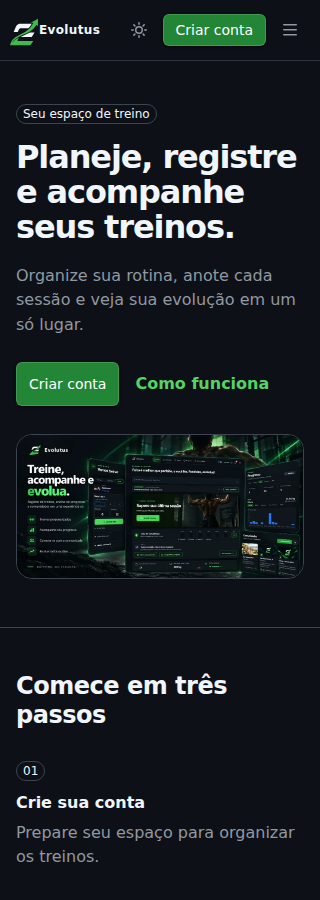 Evolutus
Criar conta
Seu espaço de treino
Planeje, registre
e acompanhe
seus treinos.
Organize sua rotina, anote cada
sessão e veja sua evolução em um
só lugar.
Criar conta
Como funciona
Evolutus
Treine,
acompanhe e
evolua.
Comece em três
passos
01
Crie sua conta
Prepare seu espaço para organizar
os treinos.